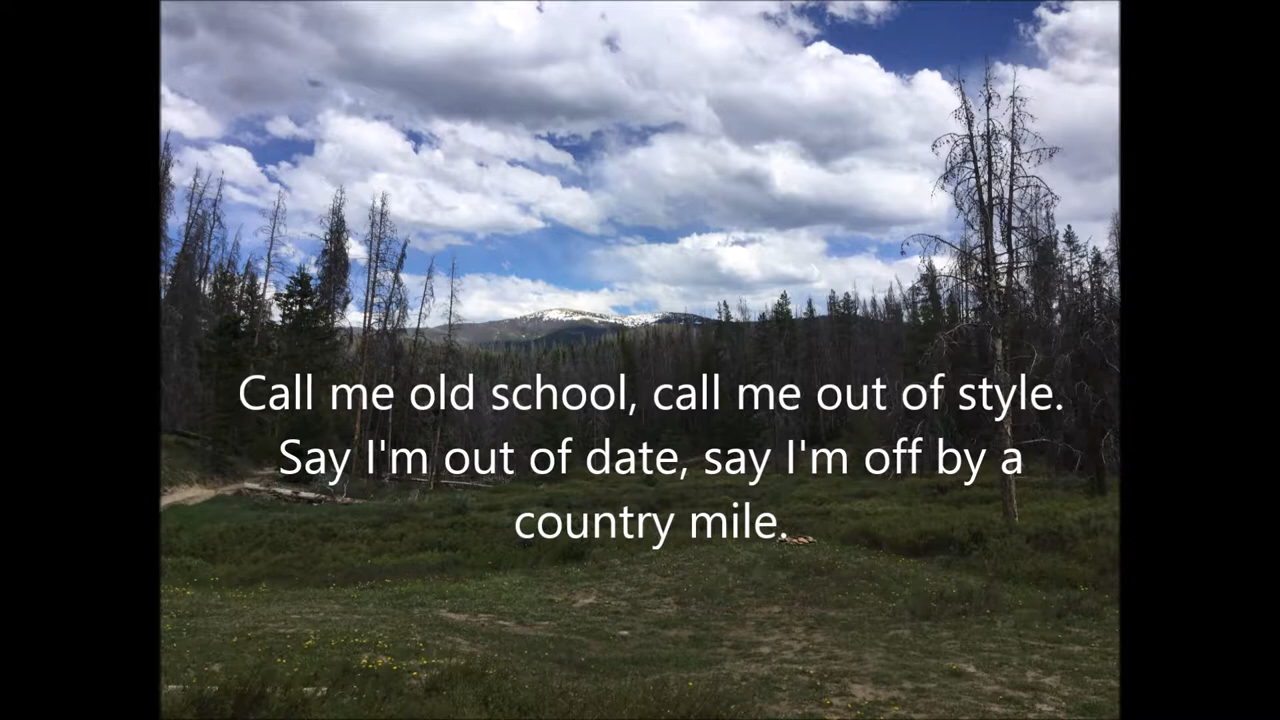 Call me old school, call me out of style.
Say I'm out of date, say I'm off by a
country mile.